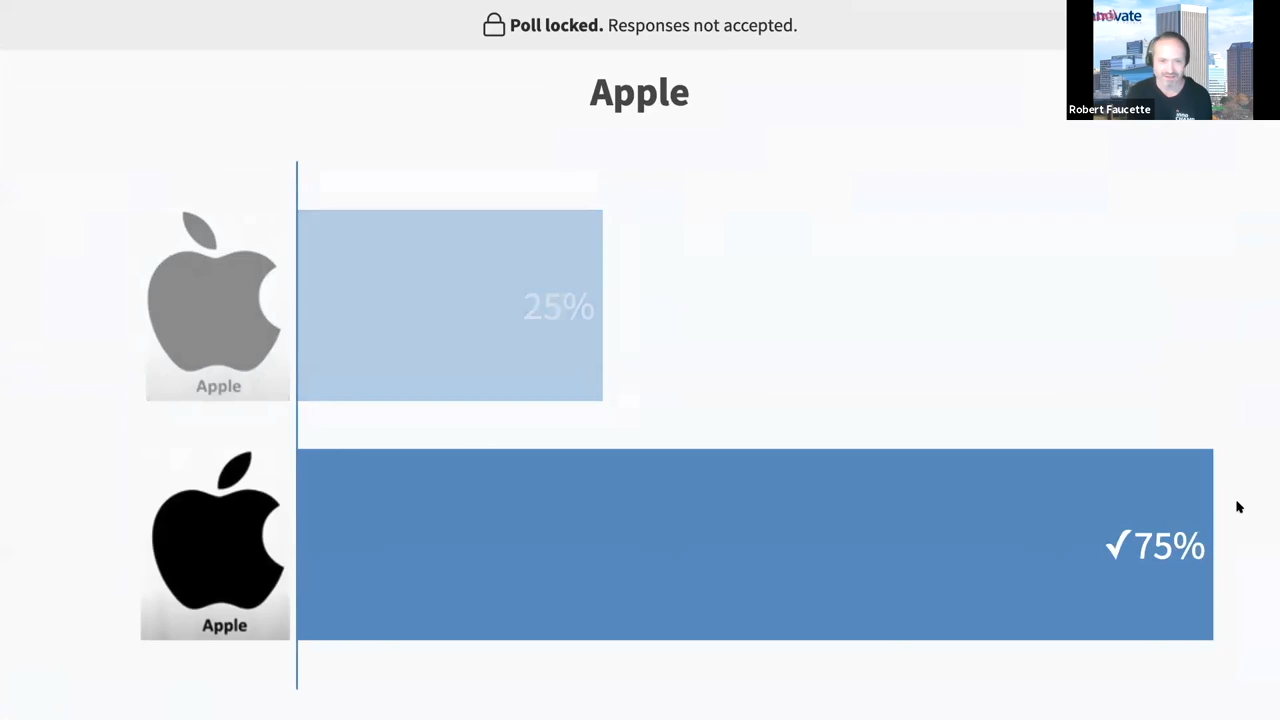 Poll locked. Responses not accepted.
Apple
Robert Faucette
25%
Apple
✓75%
Apple